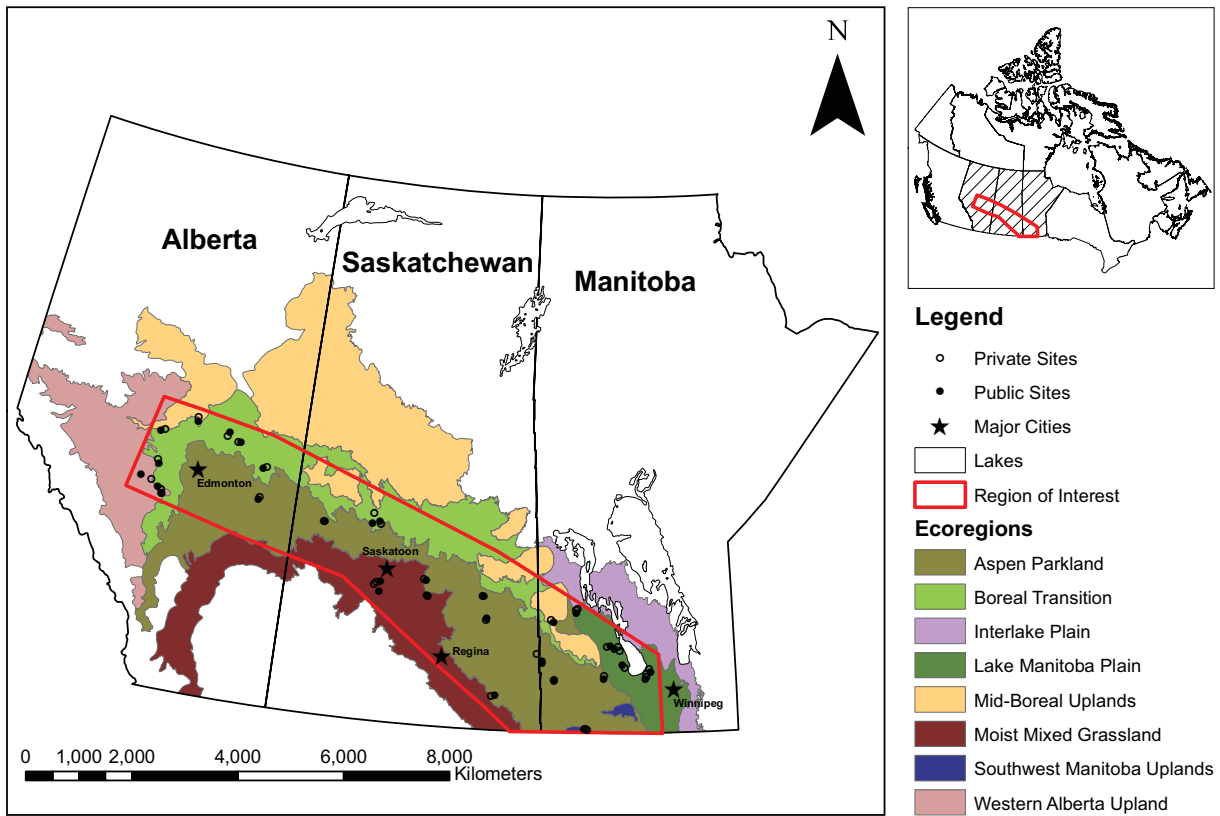 N
Alberta
Saskatchewan
Manitoba
Edmonton
Saskatoon
Regina
Winnipeg
0 1,000 2,000 4,000 6,000 8,000
Kilometers
Legend
Private Sites
Public Sites
Major Cities
Lakes
Region of Interest
Ecoregions
Aspen Parkland
Boreal Transition
Interlake Plain
Lake Manitoba Plain
Mid-Boreal Uplands
Moist Mixed Grassland
Southwest Manitoba Uplands
Western Alberta Upland